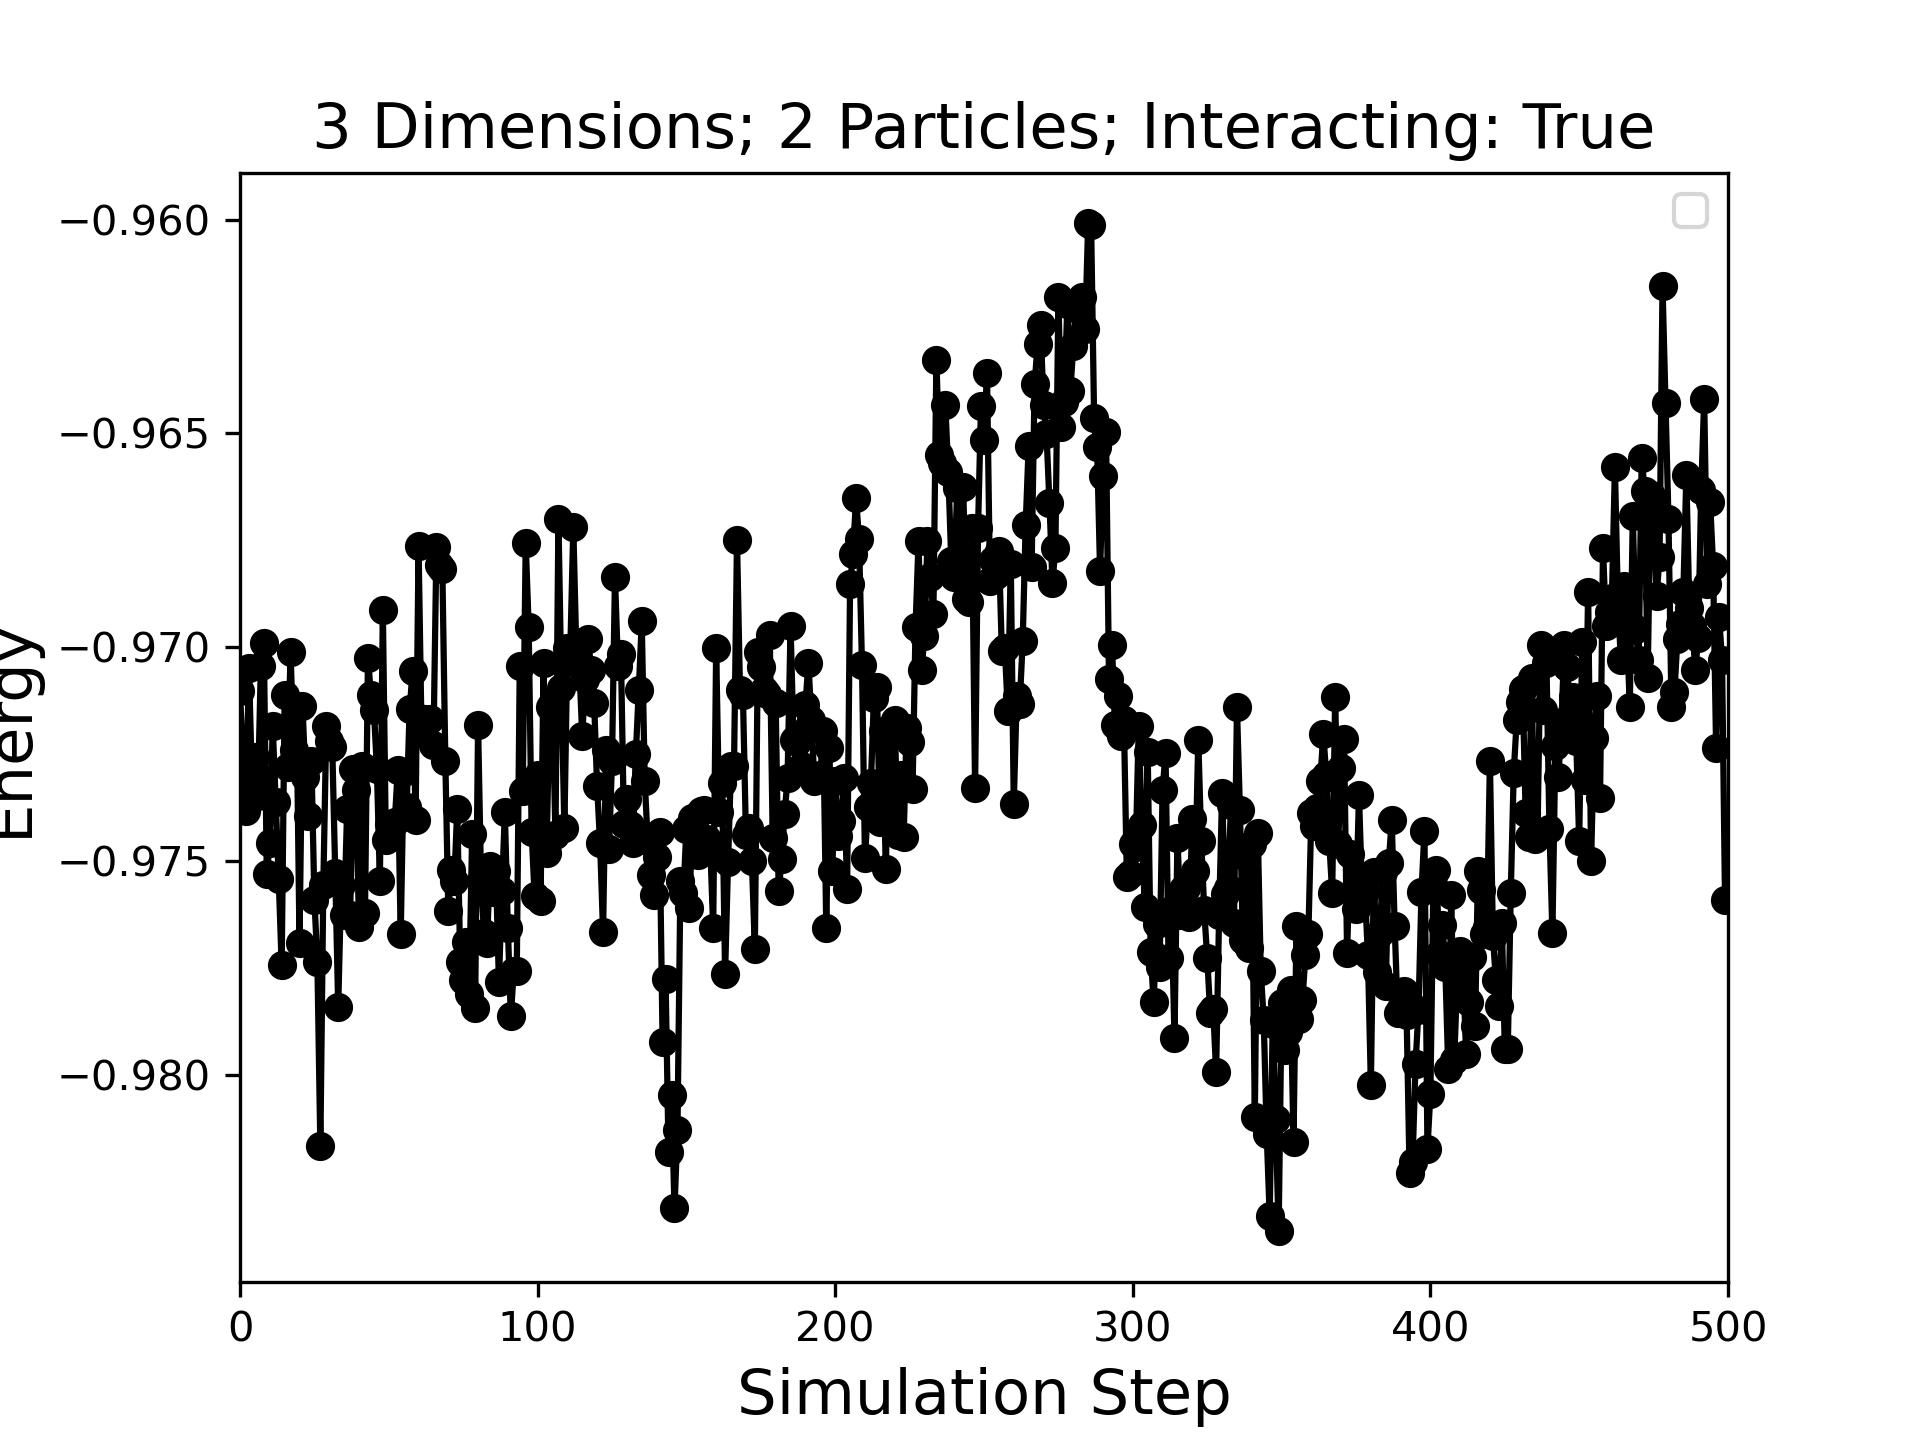 3 Dimensions; 2 Particles; Interacting: True
−0.960
−0.965
−0.970
−0.975
−0.980
Energy
0 100 200 300 400 500
Simulation Step